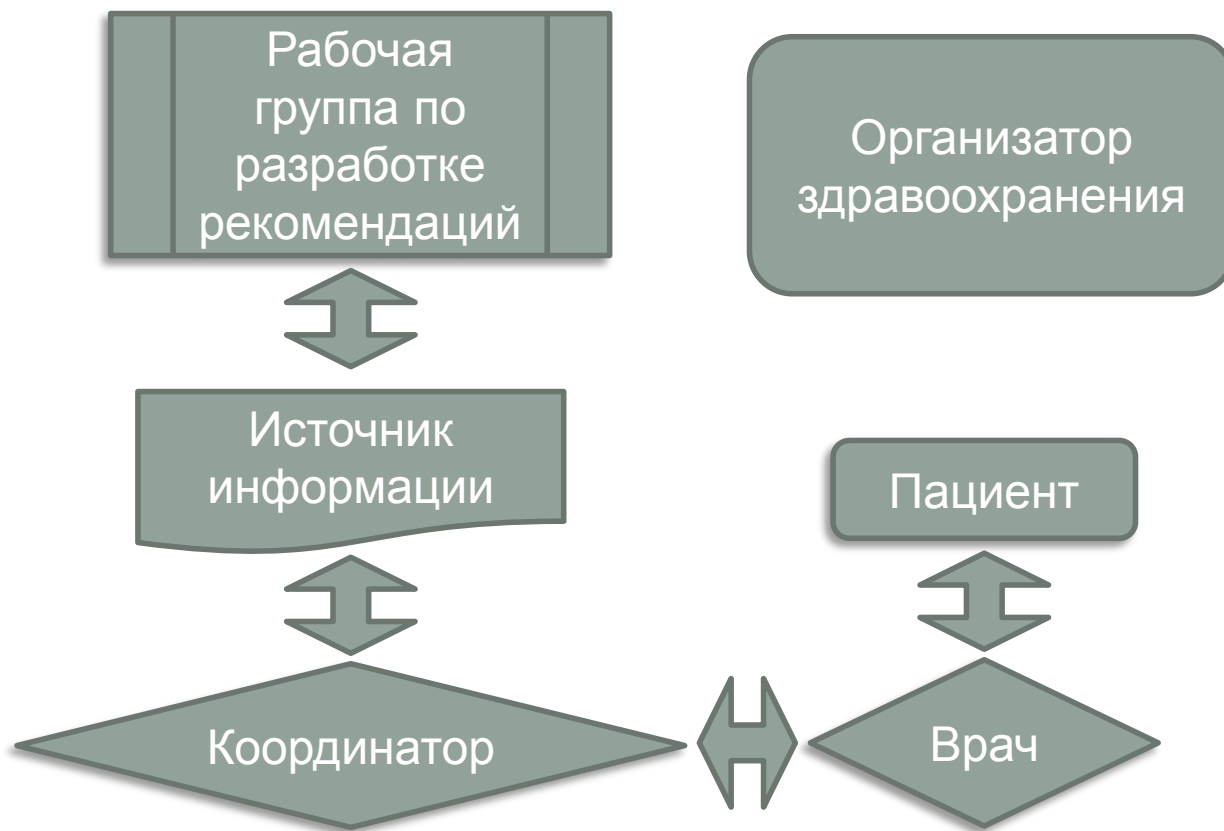 Рабочая
группа по
разработке
рекомендаций
Организатор
здравоохранения
Источник
информации
Пациент
Координатор
Врач